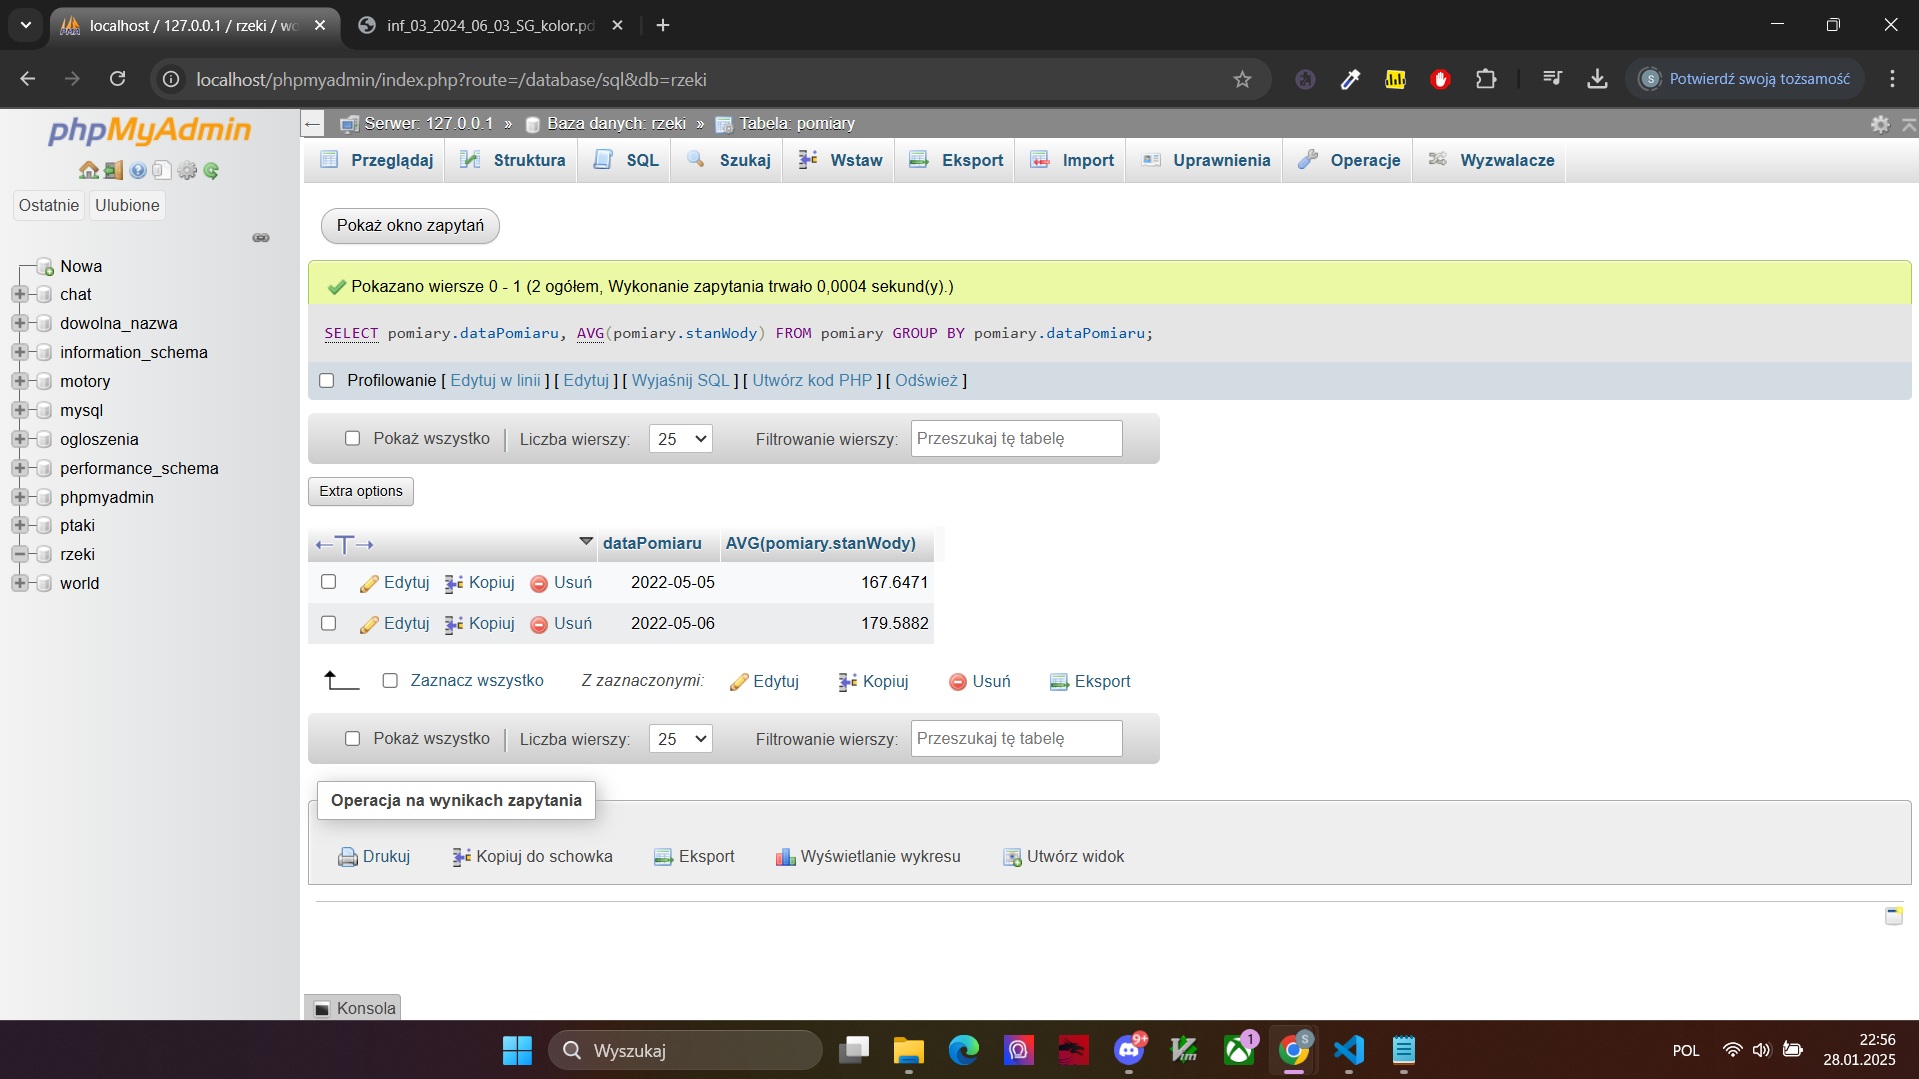 localhost / 127.0.0.1 / rzeki / wo
inf_03_2024_06_03_SG_kolor.pd
localhost/phpmyadmin/index.php?route=/database/sql&db=rzeki
S
Potwierdź swoją tożsamość
phpMyAdmin
Ostatnie
Ulubione
Nowa
chat
dowolna_nazwa
information_schema
motory
mysql
ogloszenia
performance_schema
phpmyadmin
ptaki
rzeki
world
Serwer: 127.0.0.1 » Baza danych: rzeki » Tabela: pomiary
Przeglądaj Struktura SQL Szukaj Wstaw Eksport Import Uprawnienia Operacje Wyzwalacze
Pokaż okno zapytań
Pokazano wiersze 0 - 1 (2 ogółem, Wykonanie zapytania trwało 0,0004 sekund(y).)
SELECT pomiary.dataPomiaru, AVG(pomiary.stanWody) FROM pomiary GROUP BY pomiary.dataPomiaru;
Profilowanie [ Edytuj w linii ] [ Edytuj ] [ Wyjaśnij SQL ] [ Utwórz kod PHP ] [ Odśwież ]
Pokaż wszystko Liczba wierszy: 25 Filtrowanie wierszy: Przeszukaj tę tabelę
Extra options
←T→ dataPomiaru AVG(pomiary.stanWody)
Edytuj Kopiuj Usuń 2022-05-05 167.6471
Edytuj Kopiuj Usuń 2022-05-06 179.5882
Zaznacz wszystko Z zaznaczonymi: Edytuj Kopiuj Usuń Eksport
Pokaż wszystko Liczba wierszy: 25 Filtrowanie wierszy: Przeszukaj tę tabelę
Operacja na wynikach zapytania
Drukuj Kopiuj do schowka Eksport Wyświetlanie wykresu Utwórz widok
Konsola
Wyszukaj
9+
Vim
1
S
POL
22:56
28.01.2025